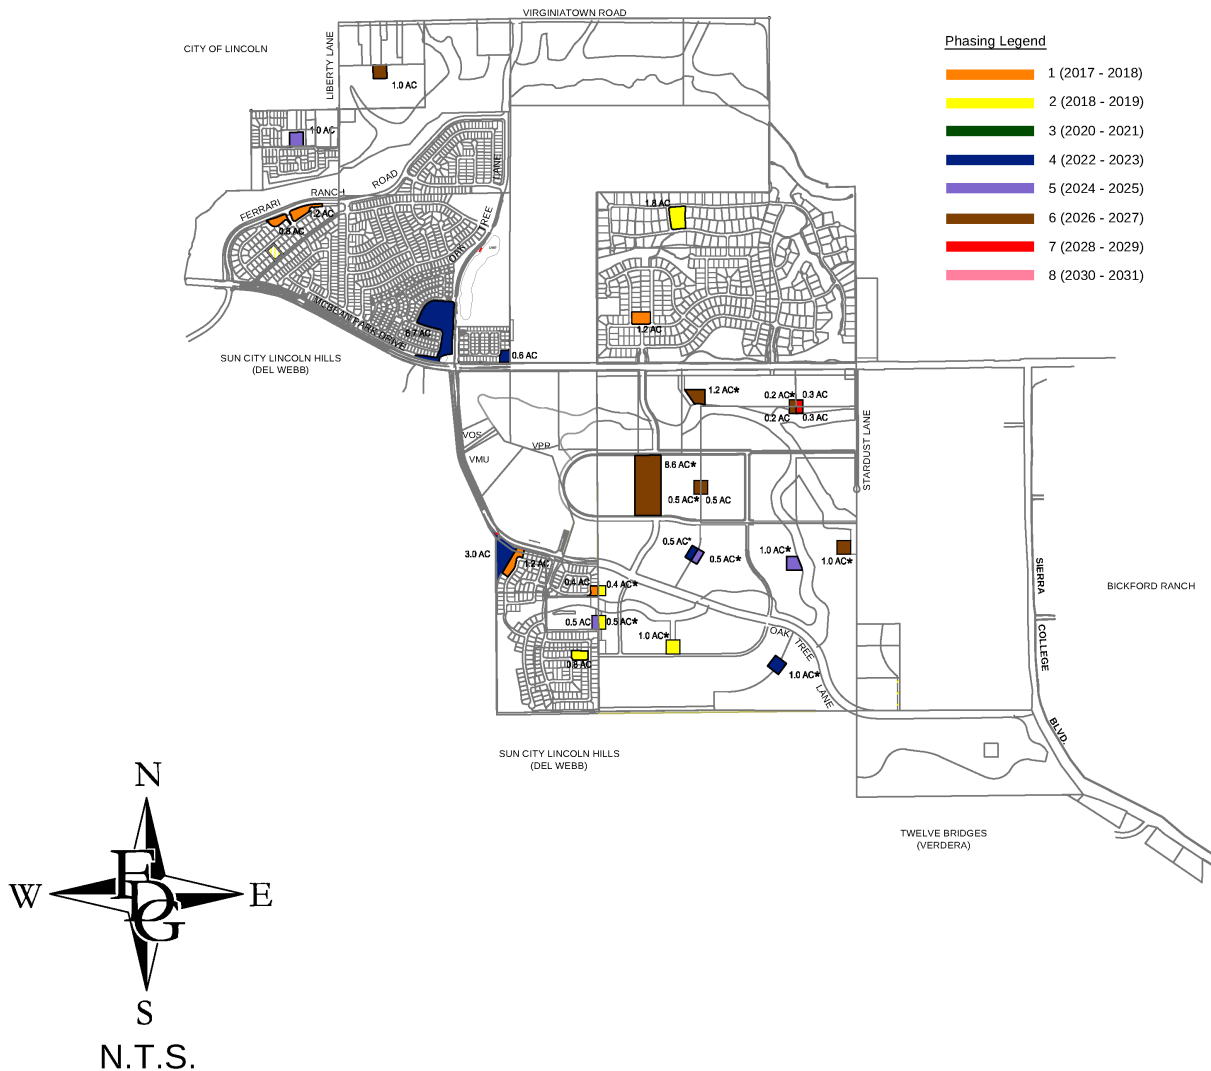 VIRGINIATOWN ROAD
CITY OF LINCOLN
LIBERTY LANE
1.0 AC
1.0 AC
Phasing Legend
1 (2017 - 2018)
2 (2018 - 2019)
3 (2020 - 2021)
4 (2022 - 2023)
5 (2024 - 2025)
6 (2026 - 2027)
7 (2028 - 2029)
8 (2030 - 2031)
FERRARI RANCH ROAD
1.2 AC
0.8 AC
OAK TREE LANE
1.8 AC
1.2 AC
MCBEAN PARK DRIVE
8.7 AC
0.6 AC
SUN CITY LINCOLN HILLS
(DEL WEBB)
1.2 AC*
0.2 AC*
0.3 AC
0.2 AC
0.3 AC
STARDUST LANE
VOS
VPR
VMU
8.6 AC*
0.5 AC*
0.5 AC
3.0 AC
1.2 AC
0.5 AC*
0.5 AC*
1.0 AC*
1.0 AC*
0.4 AC
0.4 AC*
0.5 AC
0.5 AC*
1.0 AC*
0.8 AC
1.0 AC*
OAK TREE LANE
SIERRA COLLEGE BLVD.
BICKFORD RANCH
SUN CITY LINCOLN HILLS
(DEL WEBB)
TWELVE BRIDGES
(VERDERA)
N
W
E
S
FDG
N.T.S.